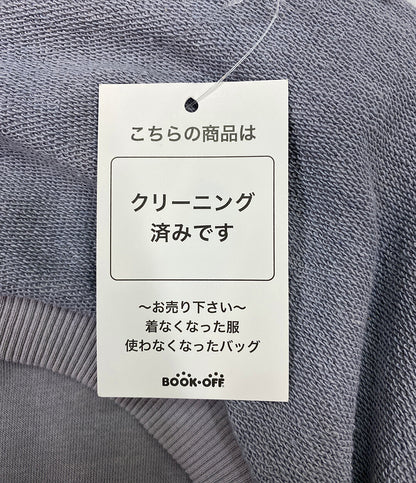 こちらの商品は
クリーニング
済みです
～お売り下さい～
着なくなった服
使わなくなったバッグ
BOOK・OFF